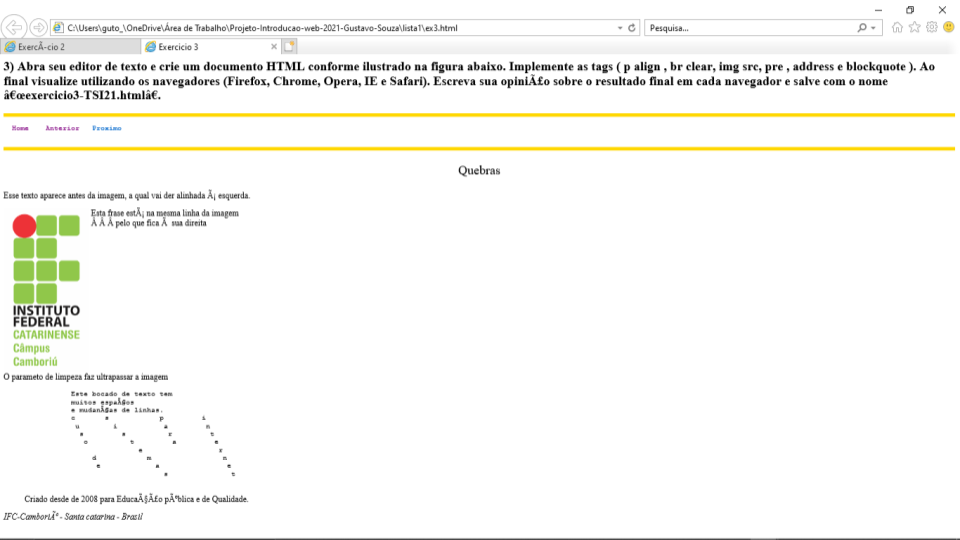 C:\Users\guto_\OneDrive\Área de Trabalho\Projeto-Introducao-web-2021-Gustavo-Souza\lista1\ex3.html
Pesquisa...
ExercÃ­cio 2
Exercicio 3
3) Abra seu editor de texto e crie um documento HTML conforme ilustrado na figura abaixo. Implemente as tags ( p align , br clear, img src, pre , address e blockquote ). Ao
final visualize utilizando os navegadores (Firefox, Chrome, Opera, IE e Safari). Escreva sua opiniÃ£o sobre o resultado final em cada navegador e salve com o nome
â€œexercicio3-TSI21.htmlâ€.
Home Anterior Proximo
Quebras
Esse texto aparece antes da imagem, a qual vai der alinhada Ã¡ esquerda.
Esta frase estÃ¡ na mesma linha da imagem
Â Â Â pelo que fica Ã  sua direita
INSTITUTO
FEDERAL
CATARINENSE
Câmpus
Camboriú
O parameto de limpeza faz ultrapassar a imagem
Este bocado de texto tem
muitos espaÃ§os
e mudanÃ§as de linhas.
c s p i
u i a n
s s r t
o t a e
e r
d m n
e a e
s t
Criado desde de 2008 para EducaÃ§Ã£o pÃºblica e de Qualidade.
IFC-CamboriÃº - Santa catarina - Brasil